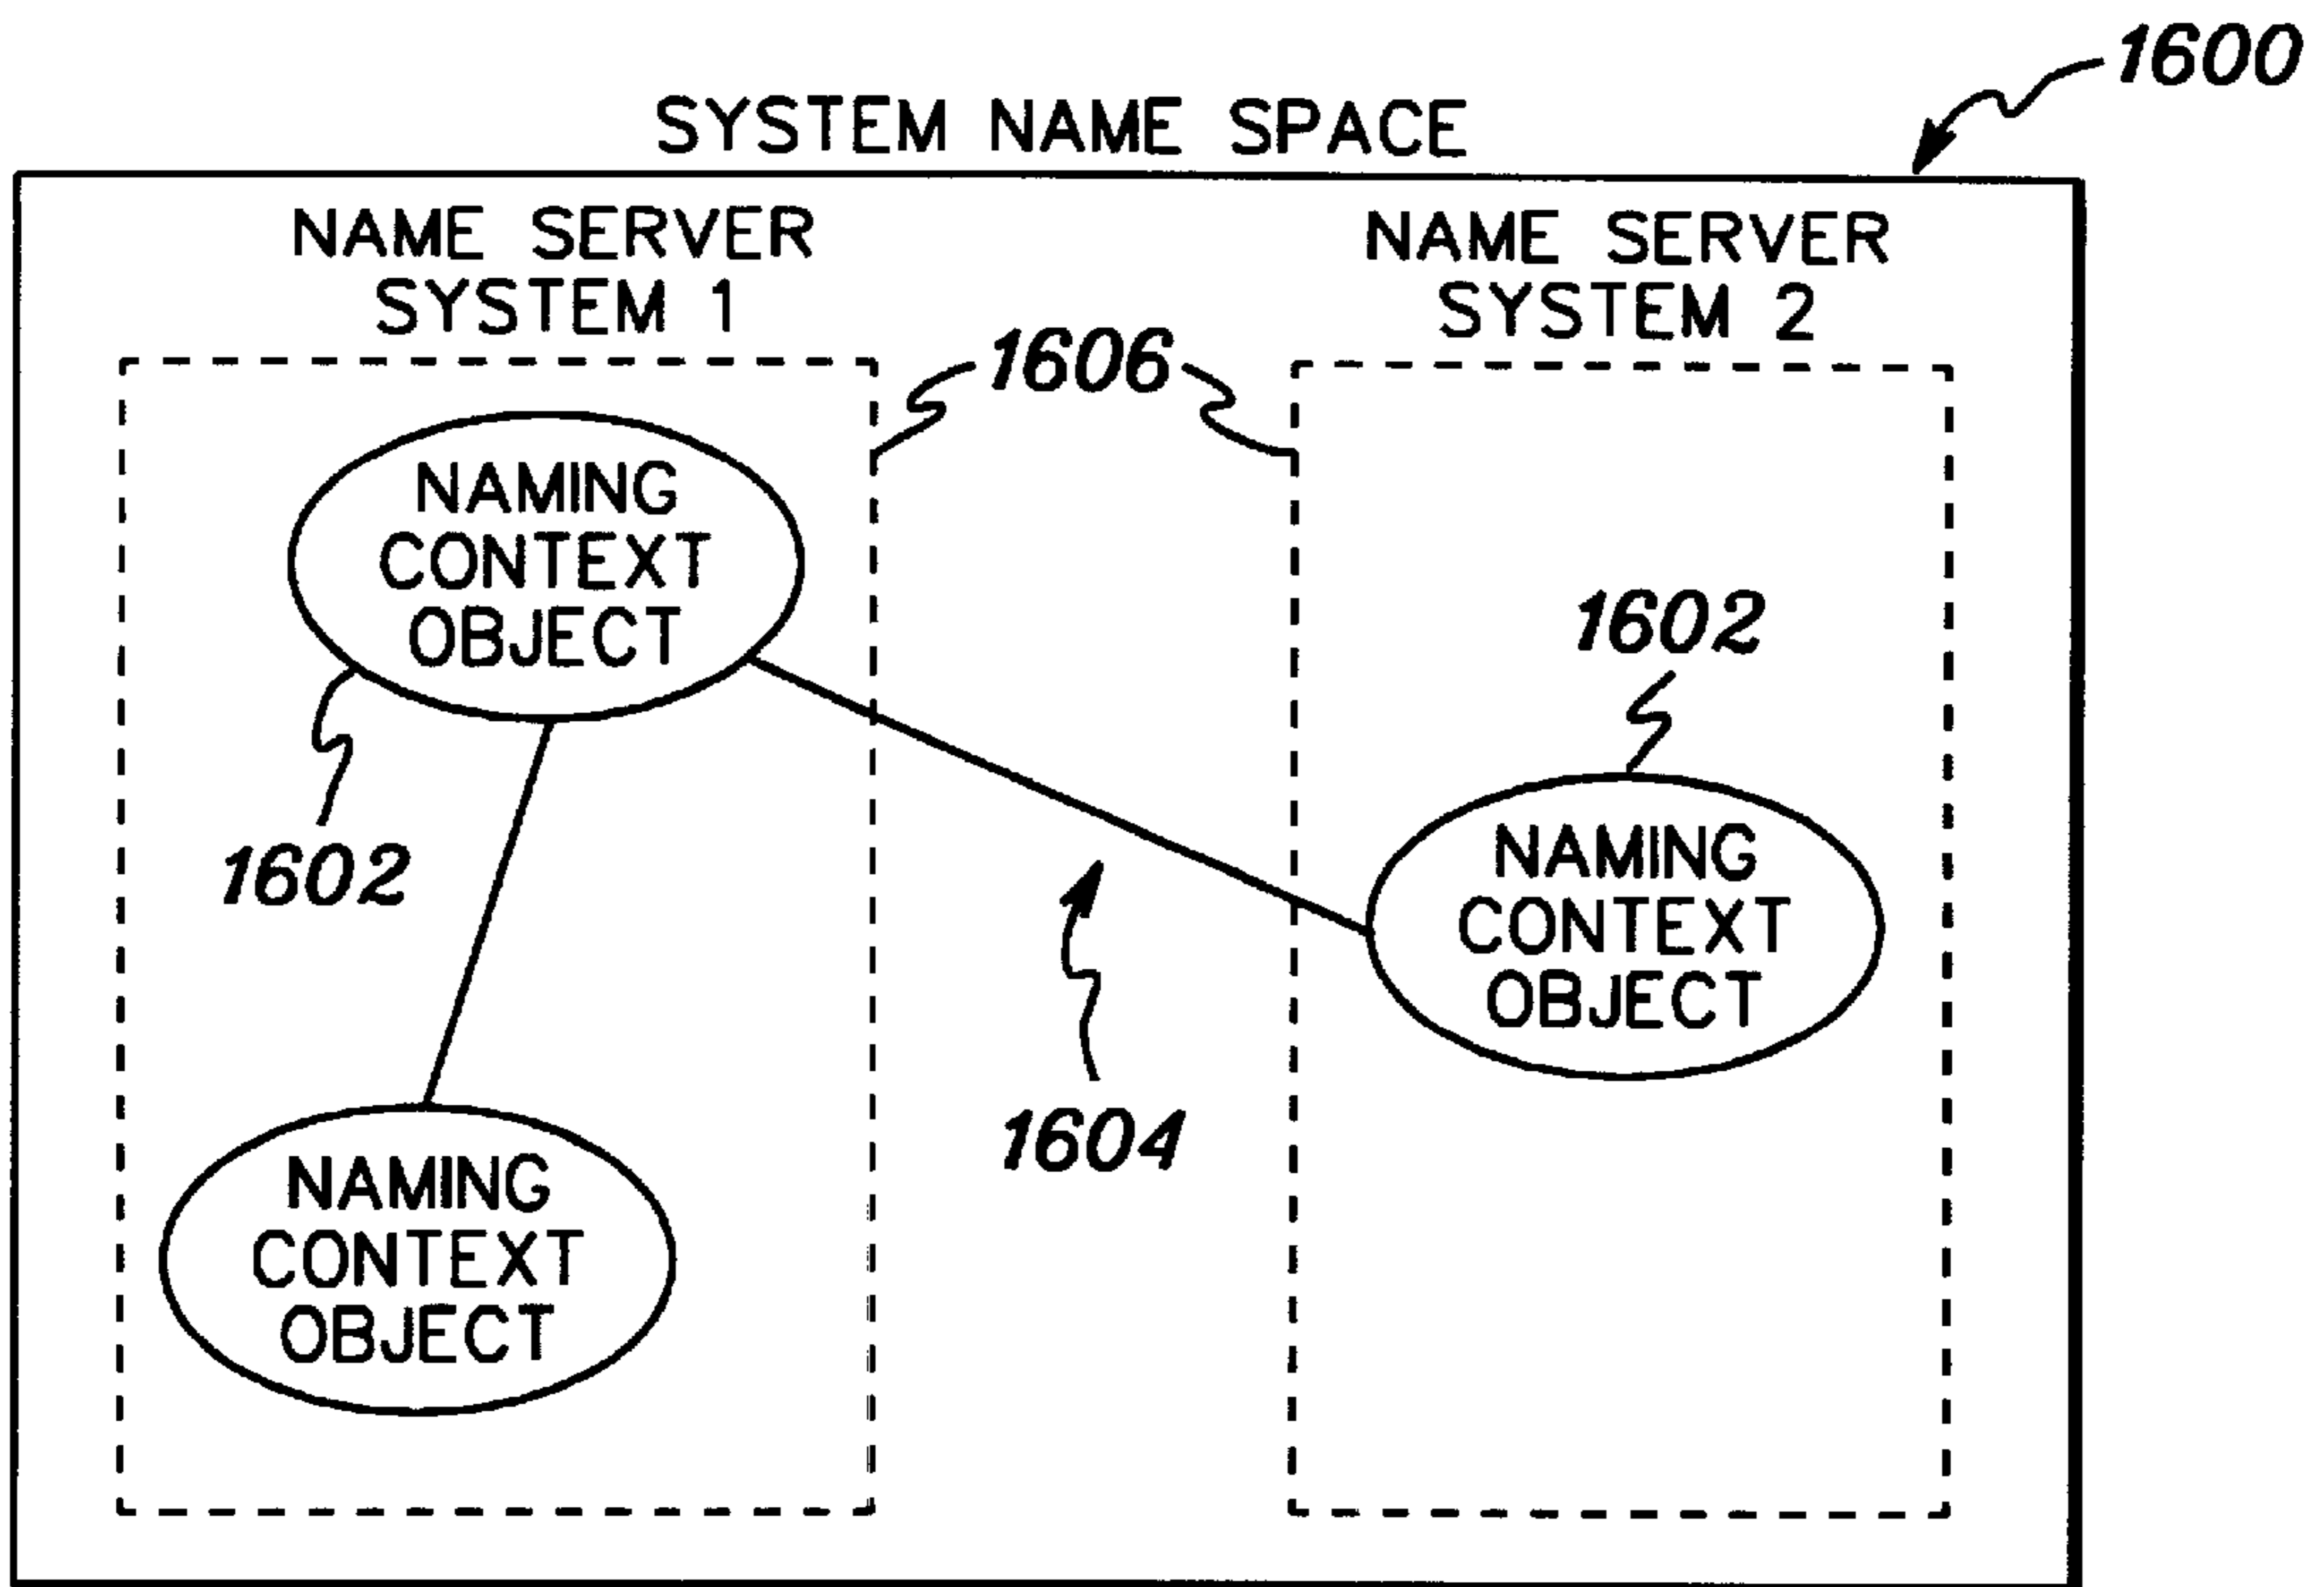 1600
SYSTEM NAME SPACE
NAME SERVER
SYSTEM 1
NAME SERVER
SYSTEM 2
1606
NAMING
CONTEXT
OBJECT
1602
1602
NAMING
CONTEXT
OBJECT
1604
NAMING
CONTEXT
OBJECT